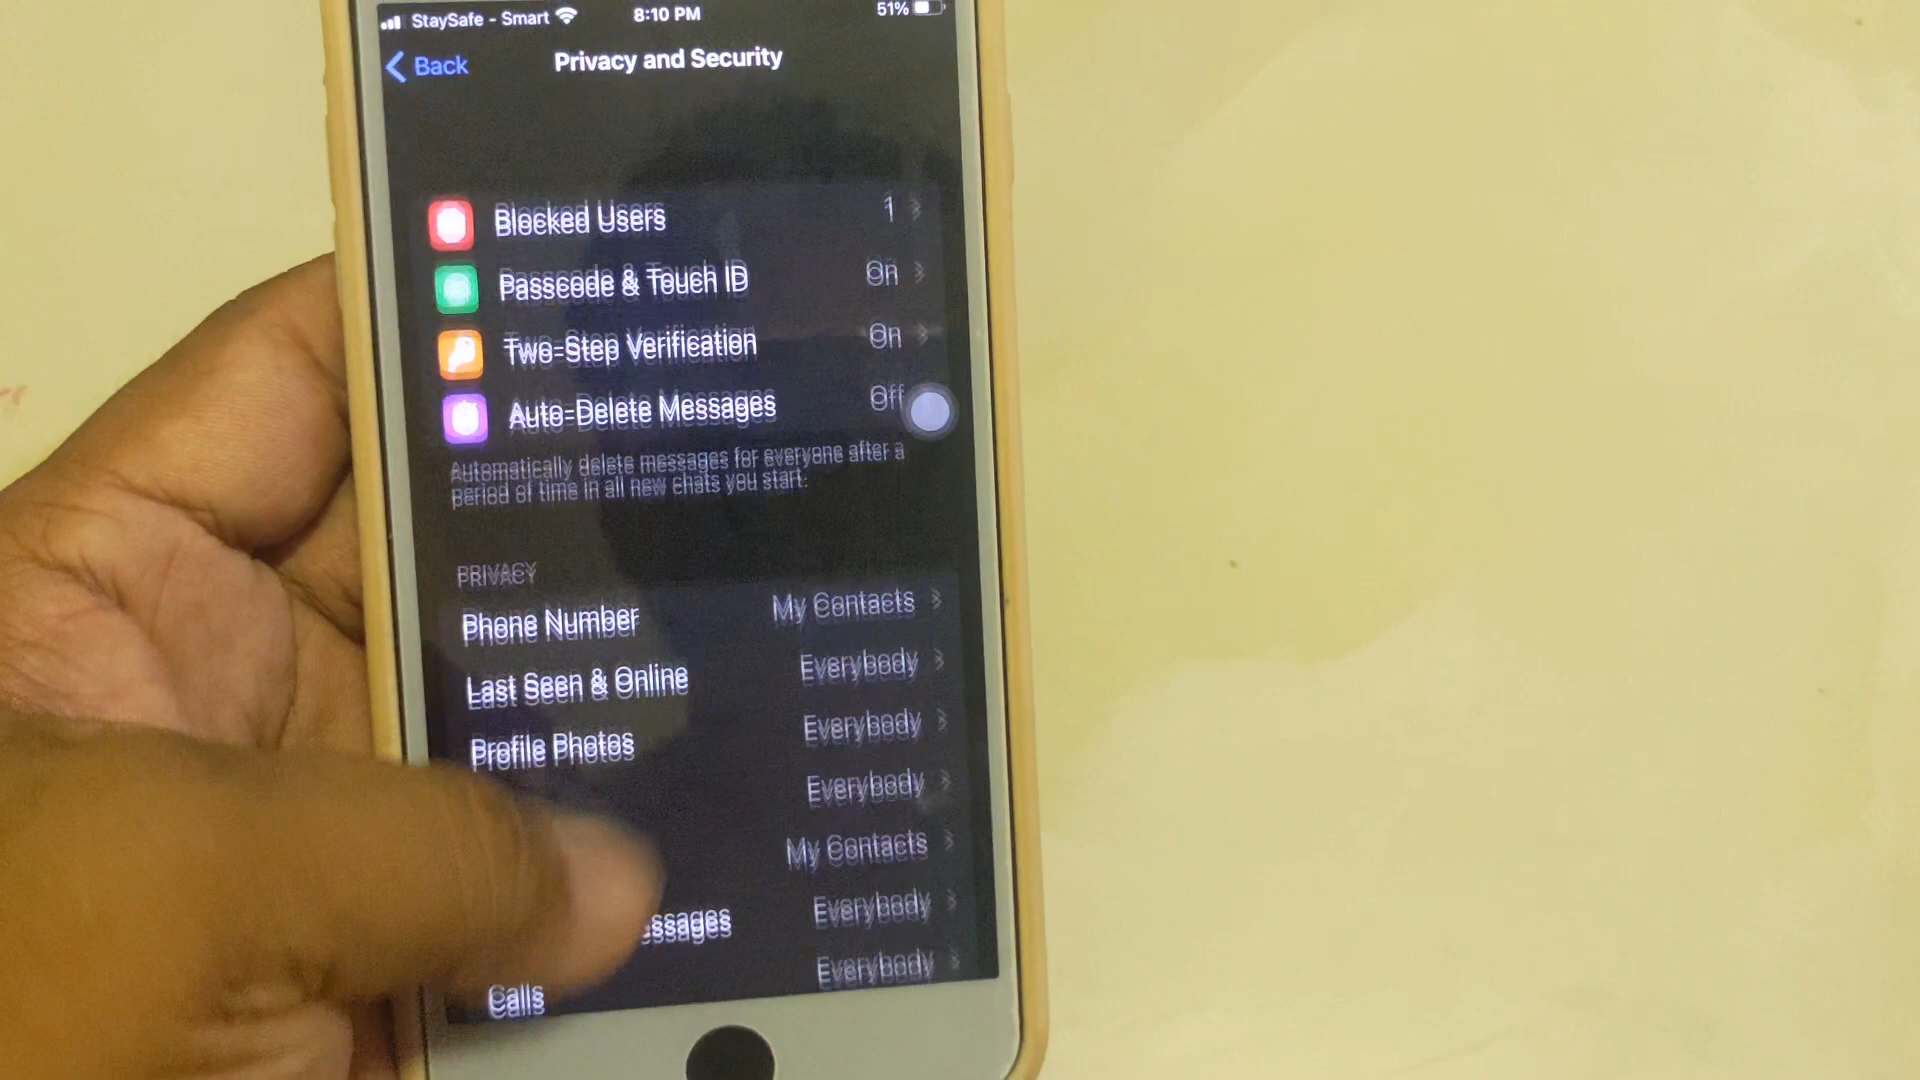 StaySafe - Smart 8:10 PM 51%
Back Privacy and Security
Blocked Users 1
Passcode & Touch ID On
Two-Step Verification On
Auto-Delete Messages Off
Automatically delete messages for everyone after a
period of time in all new chats you start.
PRIVACY
Phone Number My Contacts
Last Seen & Online Everybody
Profile Photos Everybody
Everybody
My Contacts
Everybody
Calls Everybody